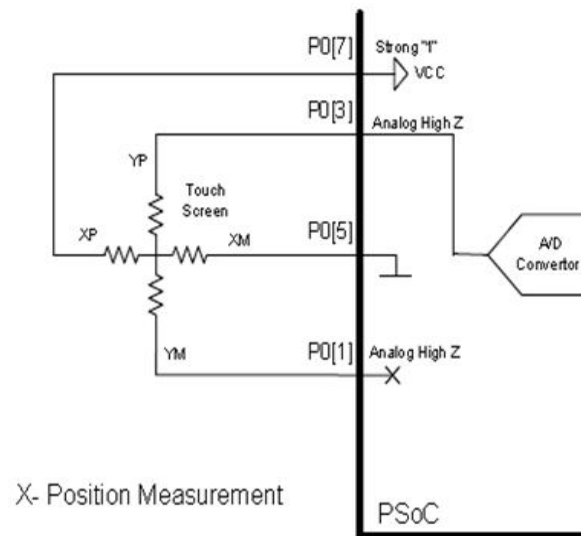 P0[7]
Strong "1"
VCC
P0[3]
Analog High Z
YP
Touch
Screen
XP
XM
P0[5]
A/D
Convertor
YM
P0[1]
Analog High Z
X- Position Measurement
PSoC